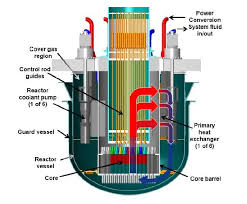 Power
Conversion
System fluid
in/out
Cover gas
region
Control rod
guides
Reactor
coolant pump
(1 of 6)
Guard vessel
Primary
heat
exchanger
(1 of 6)
Reactor
vessel
Core
Core barrel